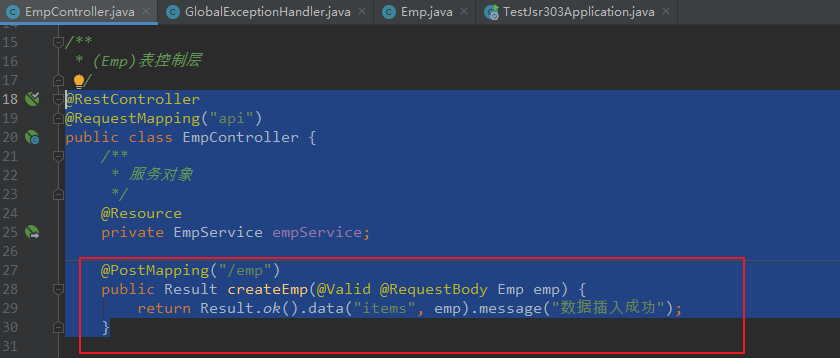 EmpController.java
GlobalExceptionHandler.java
Emp.java
TestJsr303Application.java
15 /**
16 * (Emp)表控制层
17 */
18 @RestController
19 @RequestMapping("api")
20 public class EmpController {
21 /**
22 * 服务对象
23 */
24 @Resource
25 private EmpService empService;
26
27 @PostMapping("/emp")
28 public Result createEmp(@Valid @RequestBody Emp emp) {
29 return Result.ok().data("items", emp).message("数据插入成功");
30 }
31